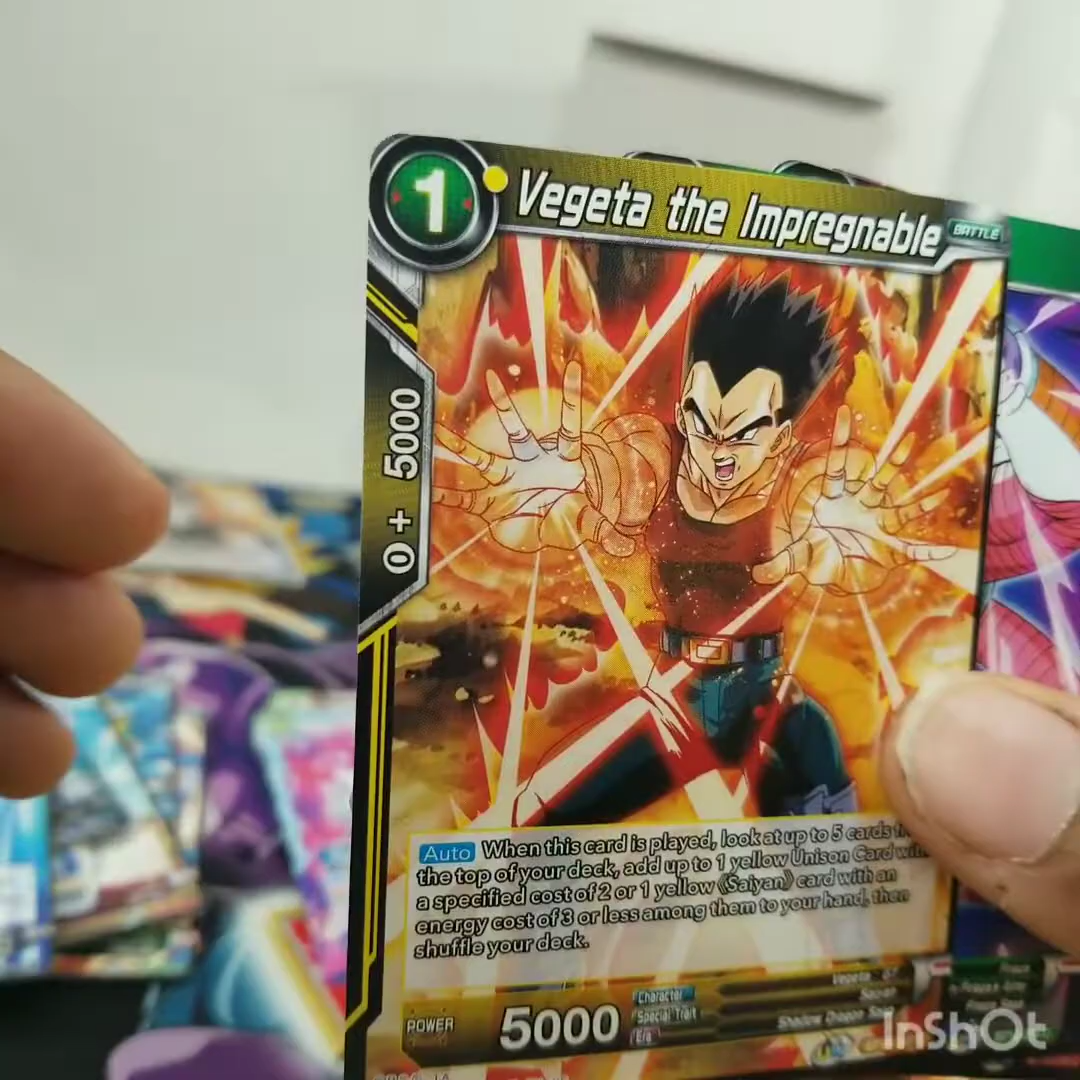 1
Vegeta the Impregnable
BATTLE
0 + 5000
Auto When this card is played, look at up to 5 cards
the top of your deck, add up to 1 yellow Unison Card
a specified cost of 2 or 1 yellow 《Saiyan》 card with an
energy cost of 3 or less among them to your hand, then
shuffle your deck.
POWER 5000
Character Vegeta : GT
Special Trait Saiyan
Era Shadow Dragon
InShOt